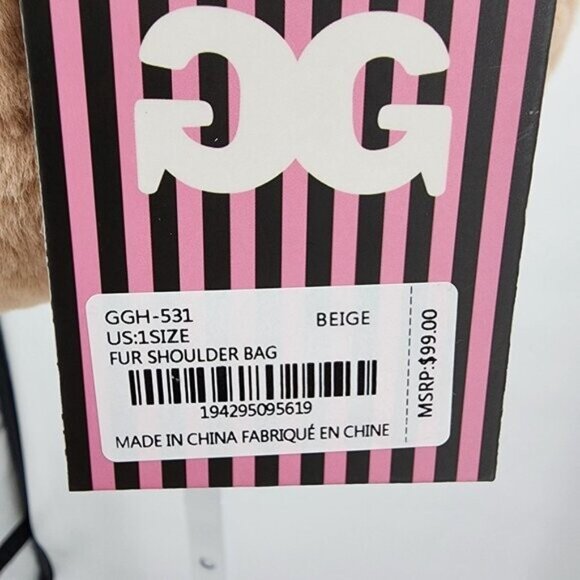 GG
GGH-531 BEIGE
US:1SIZE
FUR SHOULDER BAG
194295095619
MADE IN CHINA FABRIQUÉ EN CHINE
MSRP:$99.00